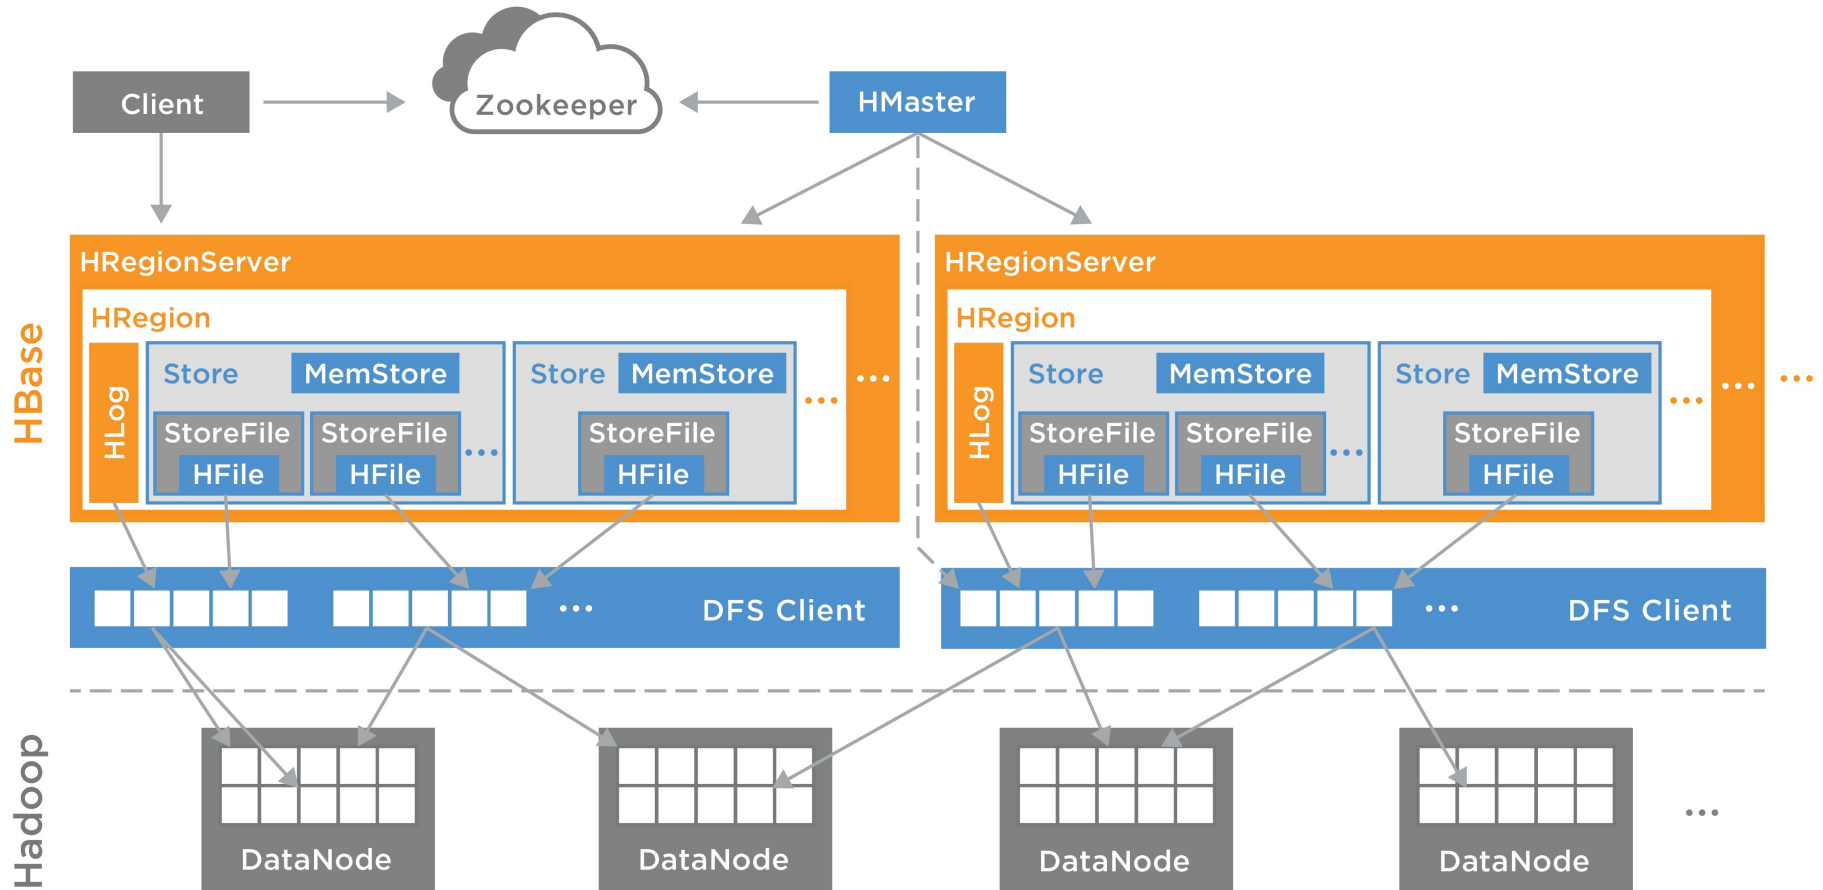 Client
Zookeeper
HMaster
HBase
HRegionServer
HRegion
HLog
Store
MemStore
StoreFile
HFile
StoreFile
HFile
...
Store
MemStore
StoreFile
HFile
...
...
HRegionServer
HRegion
HLog
Store
MemStore
StoreFile
HFile
StoreFile
HFile
...
Store
MemStore
StoreFile
HFile
...
...
...
... DFS Client
... DFS Client
Hadoop
DataNode
DataNode
DataNode
DataNode
...